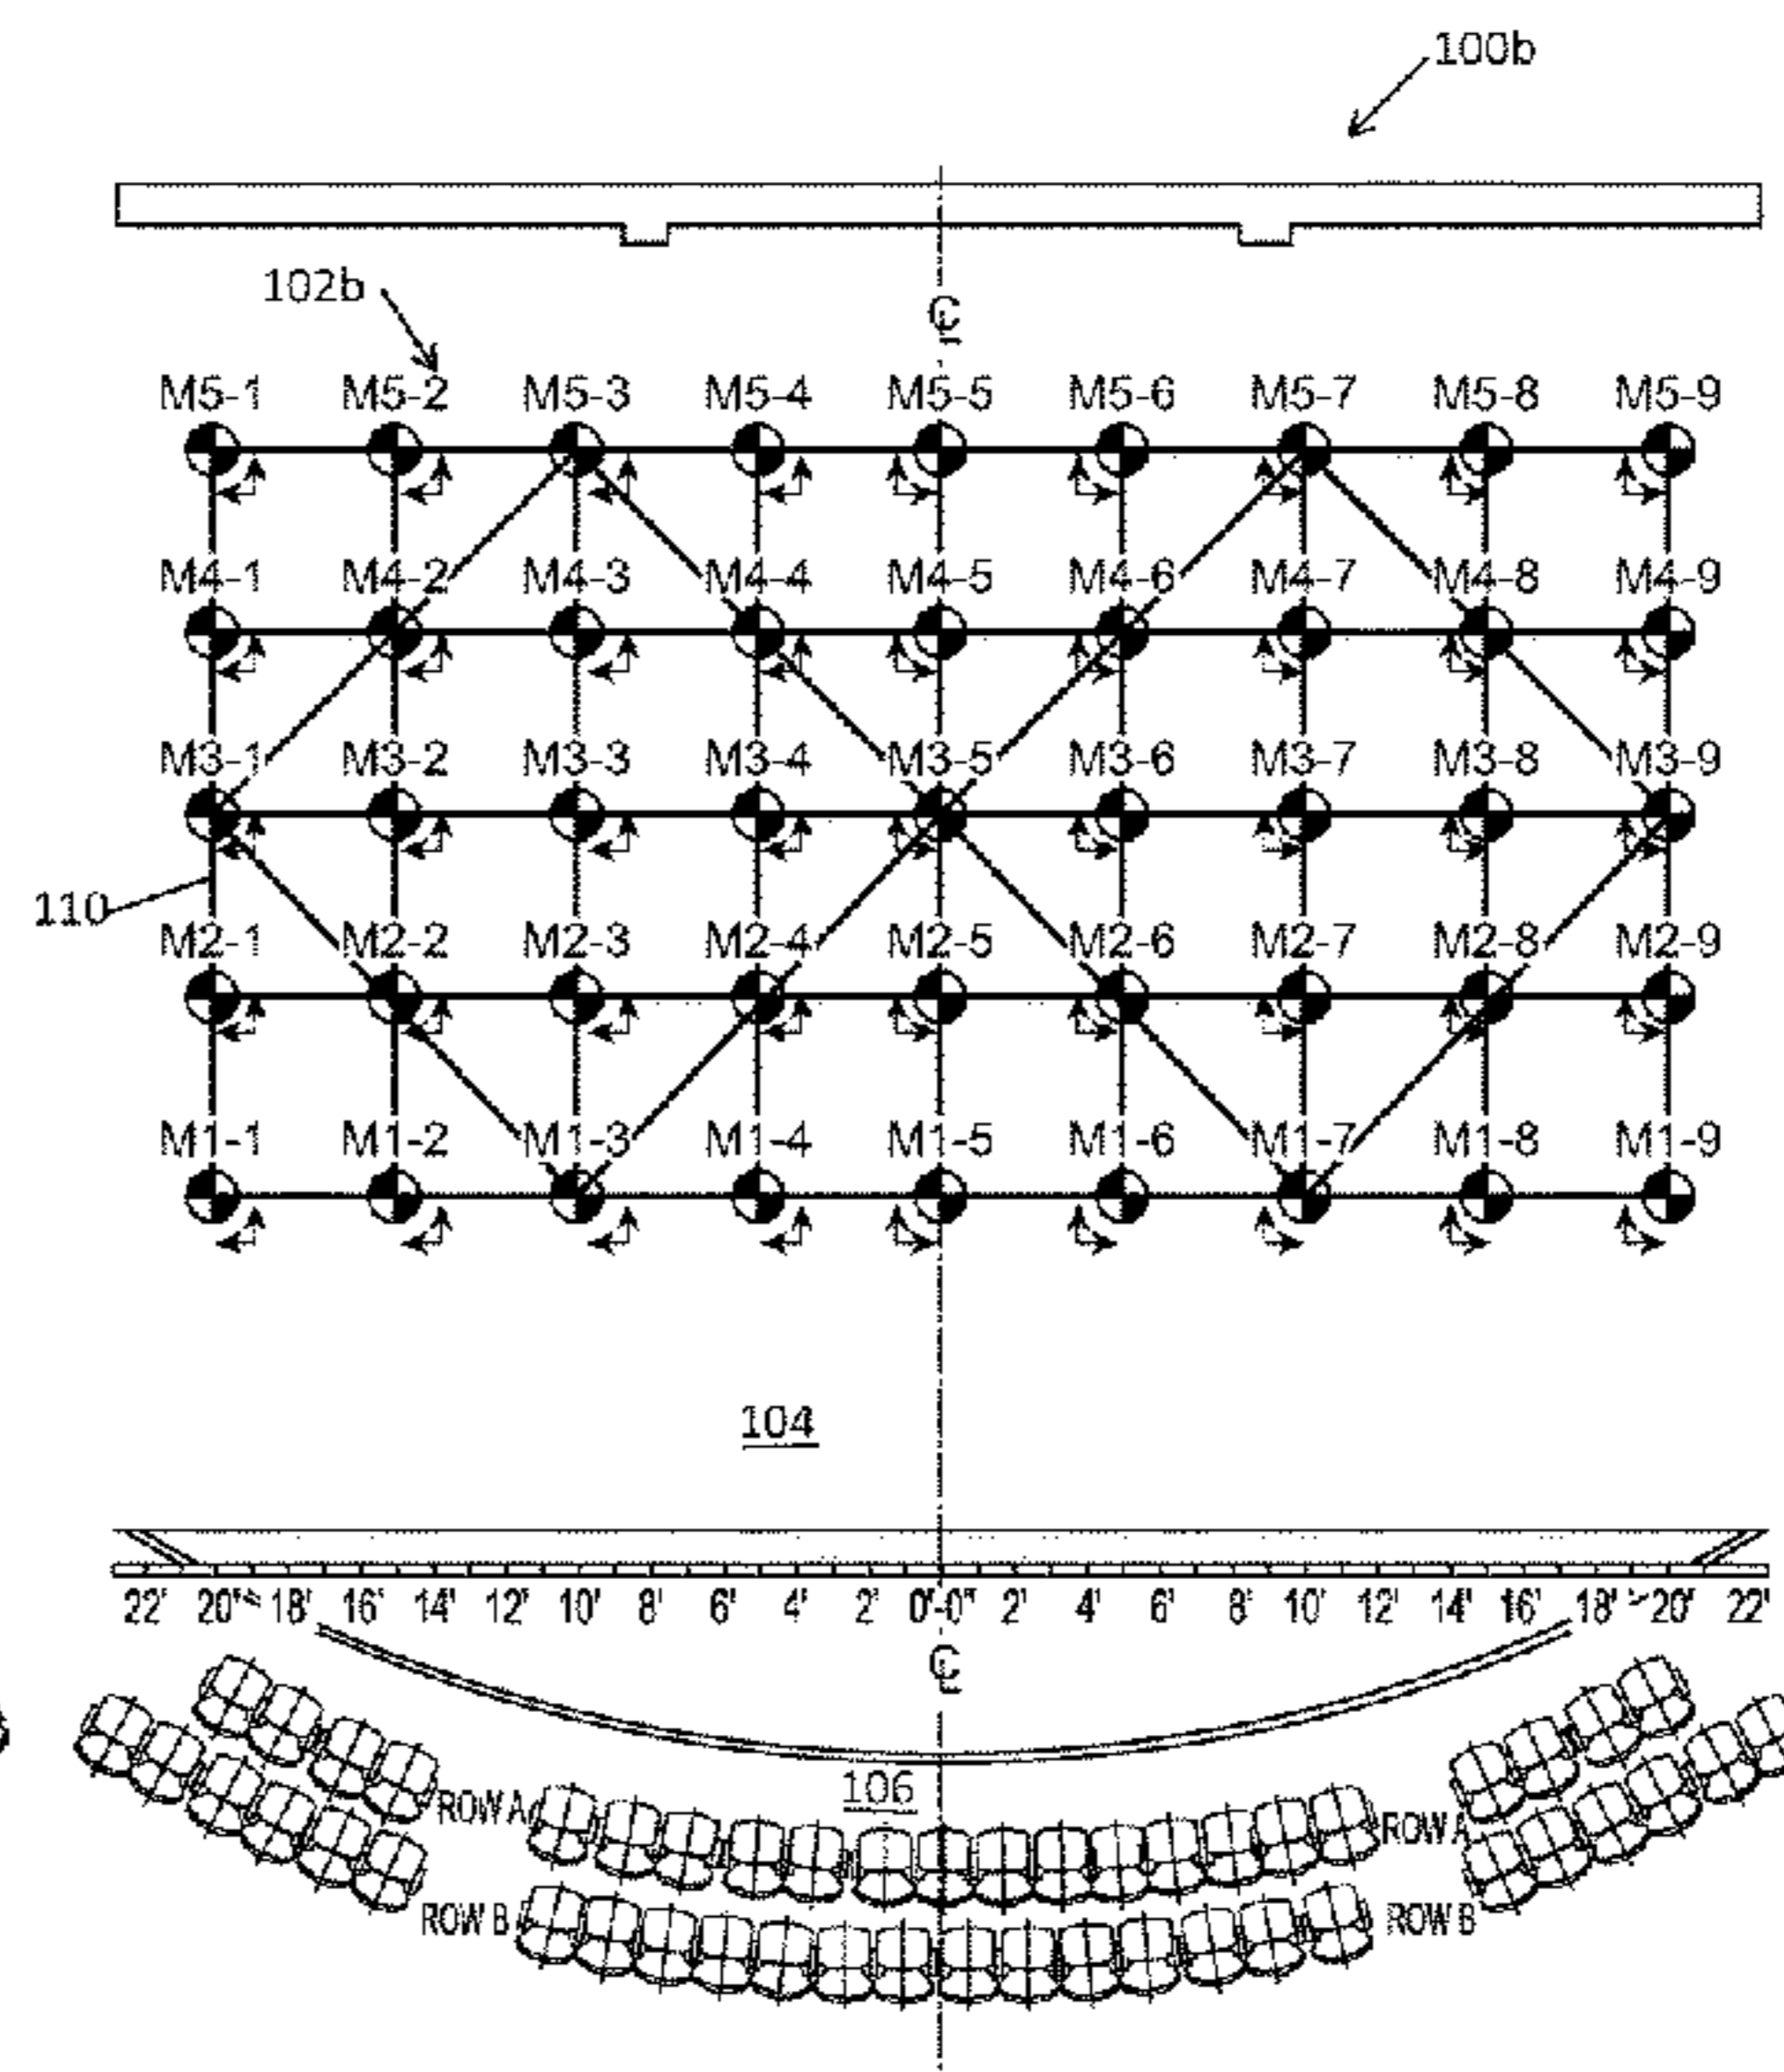 100b
102b
℄
M5-1 M5-2 M5-3 M5-4 M5-5 M5-6 M5-7 M5-8 M5-9
M4-1 M4-2 M4-3 M4-4 M4-5 M4-6 M4-7 M4-8 M4-9
M3-1 M3-2 M3-3 M3-4 M3-5 M3-6 M3-7 M3-8 M3-9
110
M2-1 M2-2 M2-3 M2-4 M2-5 M2-6 M2-7 M2-8 M2-9
M1-1 M1-2 M1-3 M1-4 M1-5 M1-6 M1-7 M1-8 M1-9
104
22' 20' 18' 16' 14' 12' 10' 8' 6' 4' 2' 0'-0" 2' 4' 6' 8' 10' 12' 14' 16' 18' 20' 22'
℄
106
ROW A ROW A
ROW B ROW B